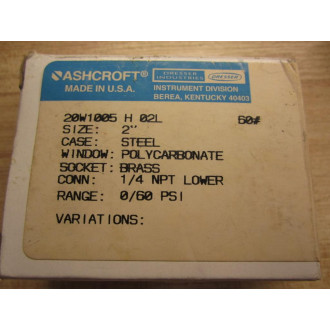 ASHCROFT®
MADE IN U.S.A.
DRESSER
INDUSTRIES
DRESSER
INSTRUMENT DIVISION
BEREA, KENTUCKY 40403
20W1005 H 02L 60#
SIZE: 2"
CASE: STEEL
WINDOW: POLYCARBONATE
SOCKET: BRASS
CONN: 1/4 NPT LOWER
RANGE: 0/60 PSI
VARIATIONS: